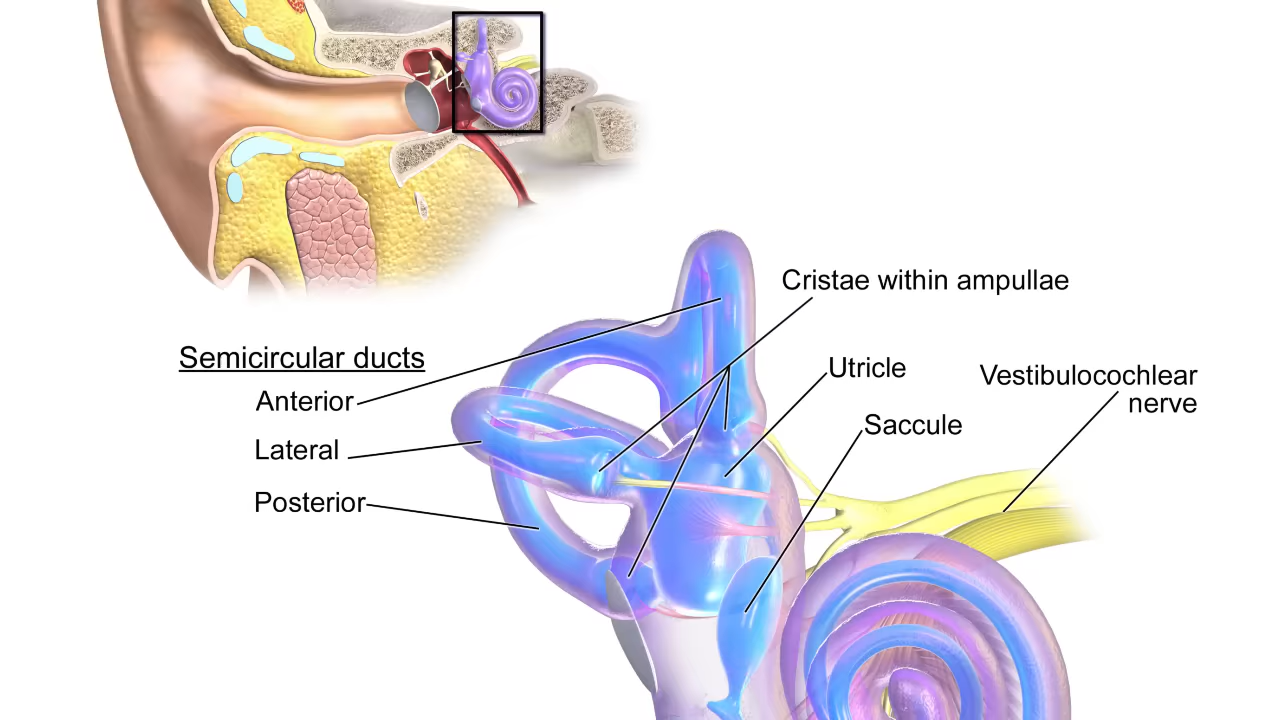 Cristae within ampullae
Semicircular ducts
Anterior
Lateral
Posterior
Utricle
Saccule
Vestibulocochlear
nerve